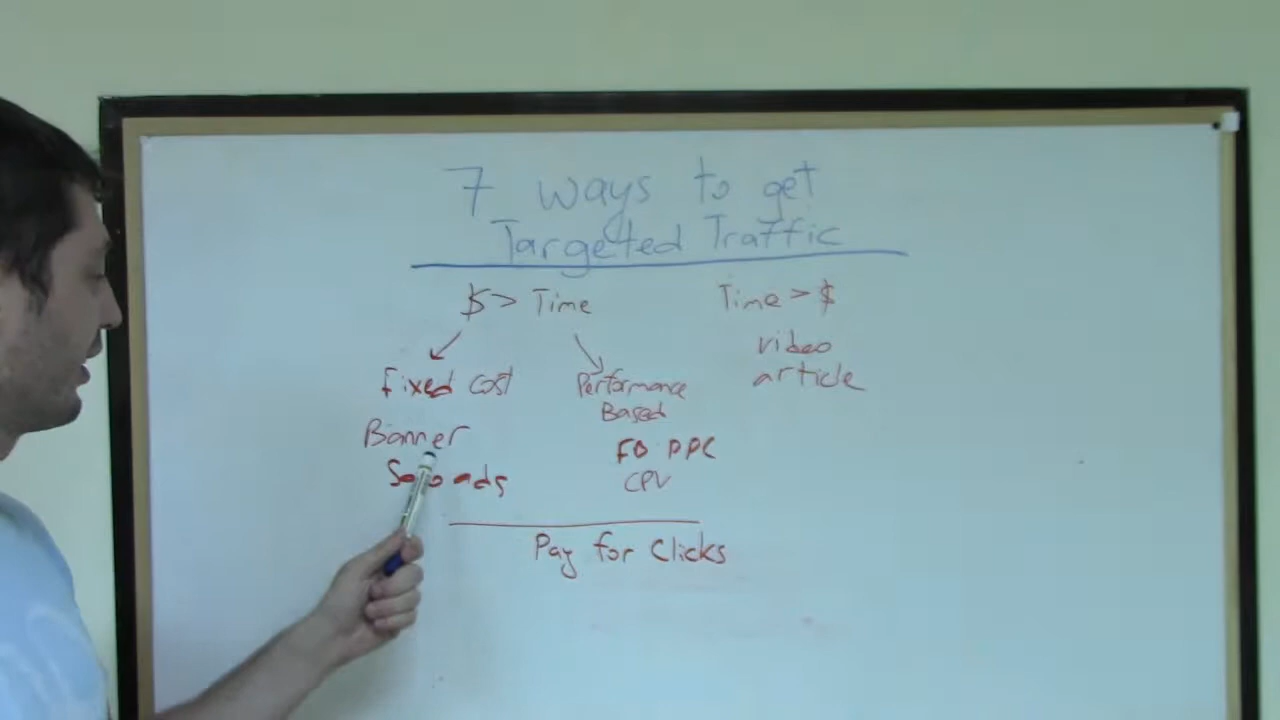 7 ways to get
Targeted Traffic
$ > Time
Time > $
video
article
Fixed Cost
Performance
Based
Banner
FB PPC
CPV
Solo ads
Pay for Clicks